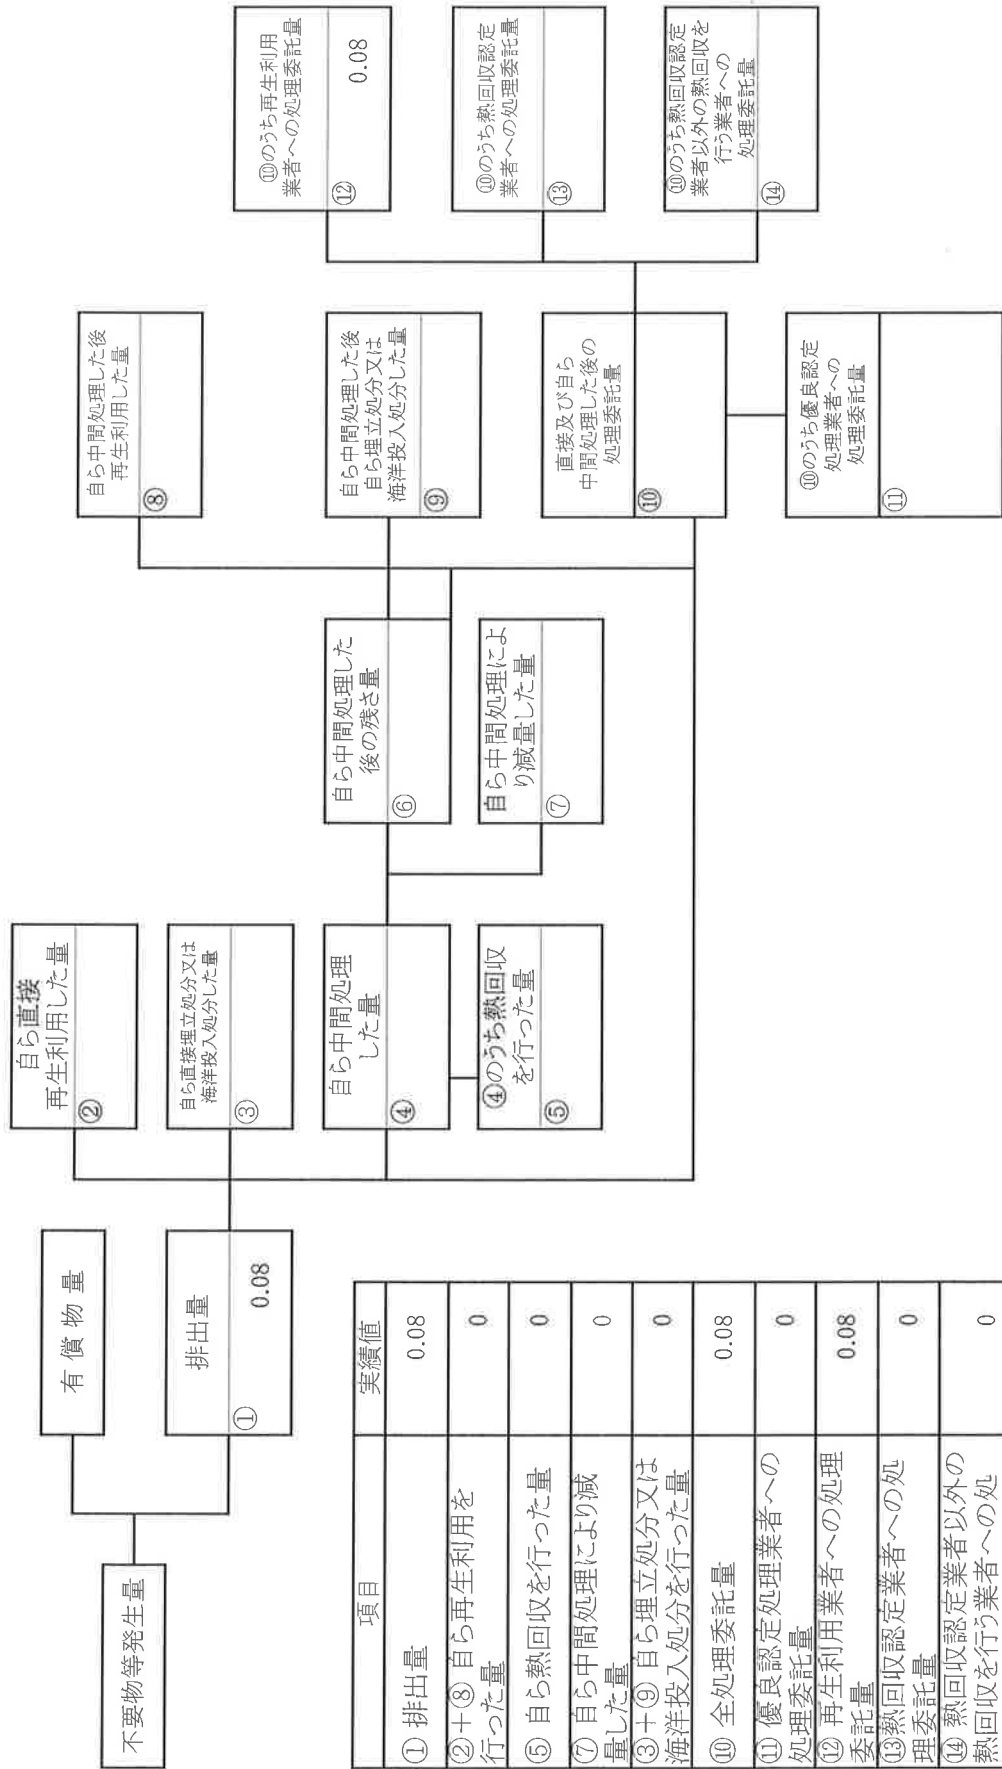 不要物等発生量
有 償 物 量
排出量
① 0.08
自ら直接
再生利用した量
②
自ら直接埋立処分又は
海洋投入処分した量
③
自ら中間処理
した量
④
④のうち熱回収
を行った量
⑤
自ら中間処理した
後の残さ量
⑥
自ら中間処理によ
り減量した量
⑦
自ら中間処理した後
再生利用した量
⑧
自ら中間処理した後
自ら埋立処分又は
海洋投入処分した量
⑨
直接及び自ら
中間処理した後の
処理委託量
⑩
⑩のうち優良認定
処理業者への
処理委託量
⑪
⑩のうち再生利用
業者への処理委託量
⑫ 0.08
⑩のうち熱回収認定
業者への処理委託量
⑬
⑩のうち熱回収認定
業者以外の熱回収を
行う業者への
処理委託量
⑭
項目 実績値
① 排出量 0.08
②＋⑧ 自ら再生利用を
行った量 0
⑤ 自ら熱回収を行った量 0
⑦ 自ら中間処理により減
量した量 0
③＋⑨ 自ら埋立処分又は
海洋投入処分を行った量 0
⑩ 全処理委託量 0.08
⑪ 優良認定処理業者への
処理委託量 0
⑫ 再生利用業者への処理
委託量 0.08
⑬熱回収認定業者への処
理委託量 0
⑭ 熱回収認定業者以外の
熱回収を行う業者への処 0